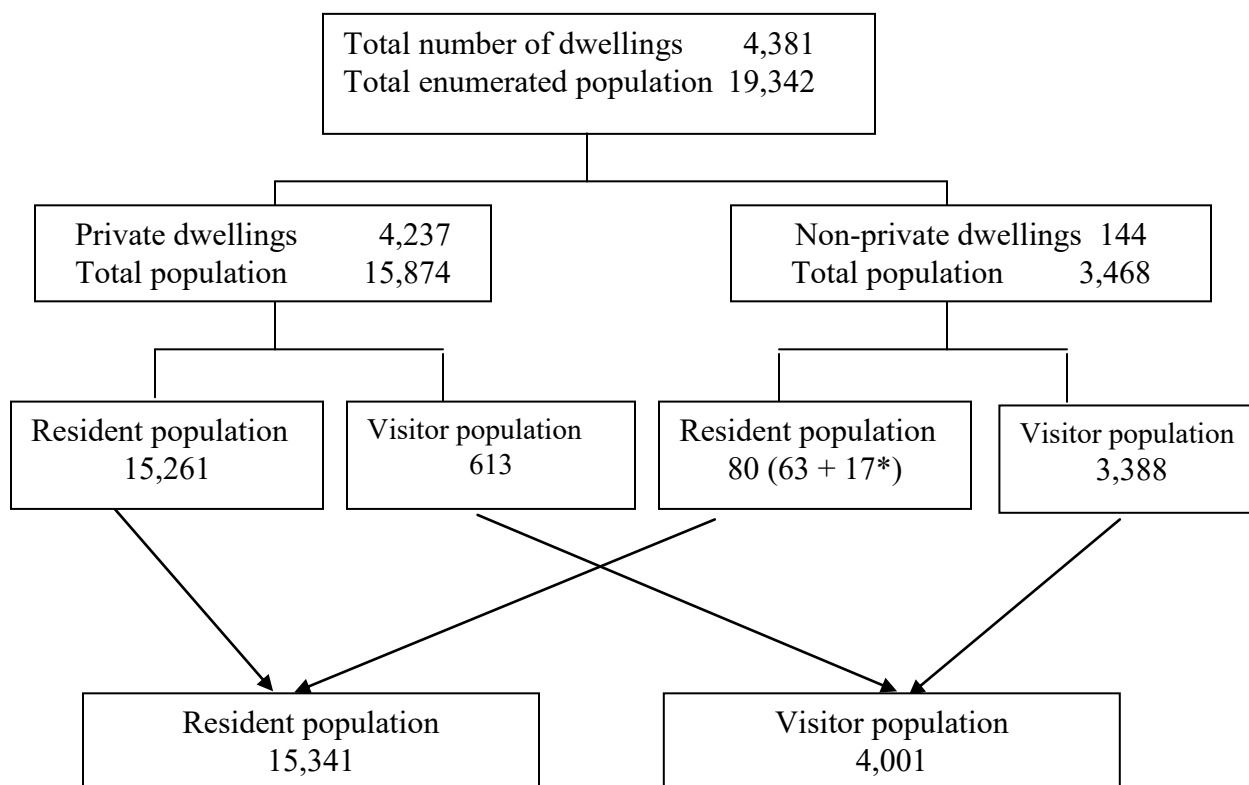 Total number of dwellings 4,381
Total enumerated population 19,342
Private dwellings 4,237
Total population 15,874
Non-private dwellings 144
Total population 3,468
Resident population
15,261
Visitor population
613
Resident population
80 (63 + 17*)
Visitor population
3,388
Resident population
15,341
Visitor population
4,001